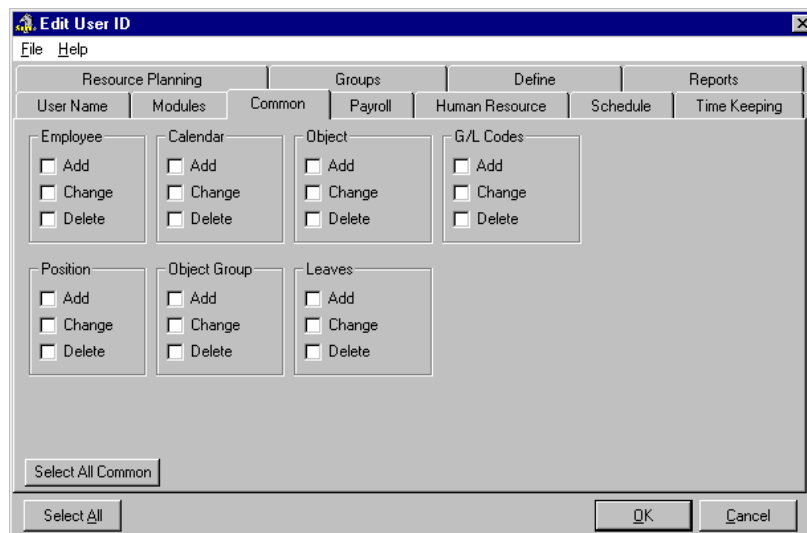 Edit User ID
File Help
Resource Planning Groups Define Reports
User Name Modules Common Payroll Human Resource Schedule Time Keeping
Employee Calendar Object G/L Codes
Add Add Add Add
Change Change Change Change
Delete Delete Delete Delete
Position Object Group Leaves
Add Add Add
Change Change Change
Delete Delete Delete
Select All Common
Select All OK Cancel